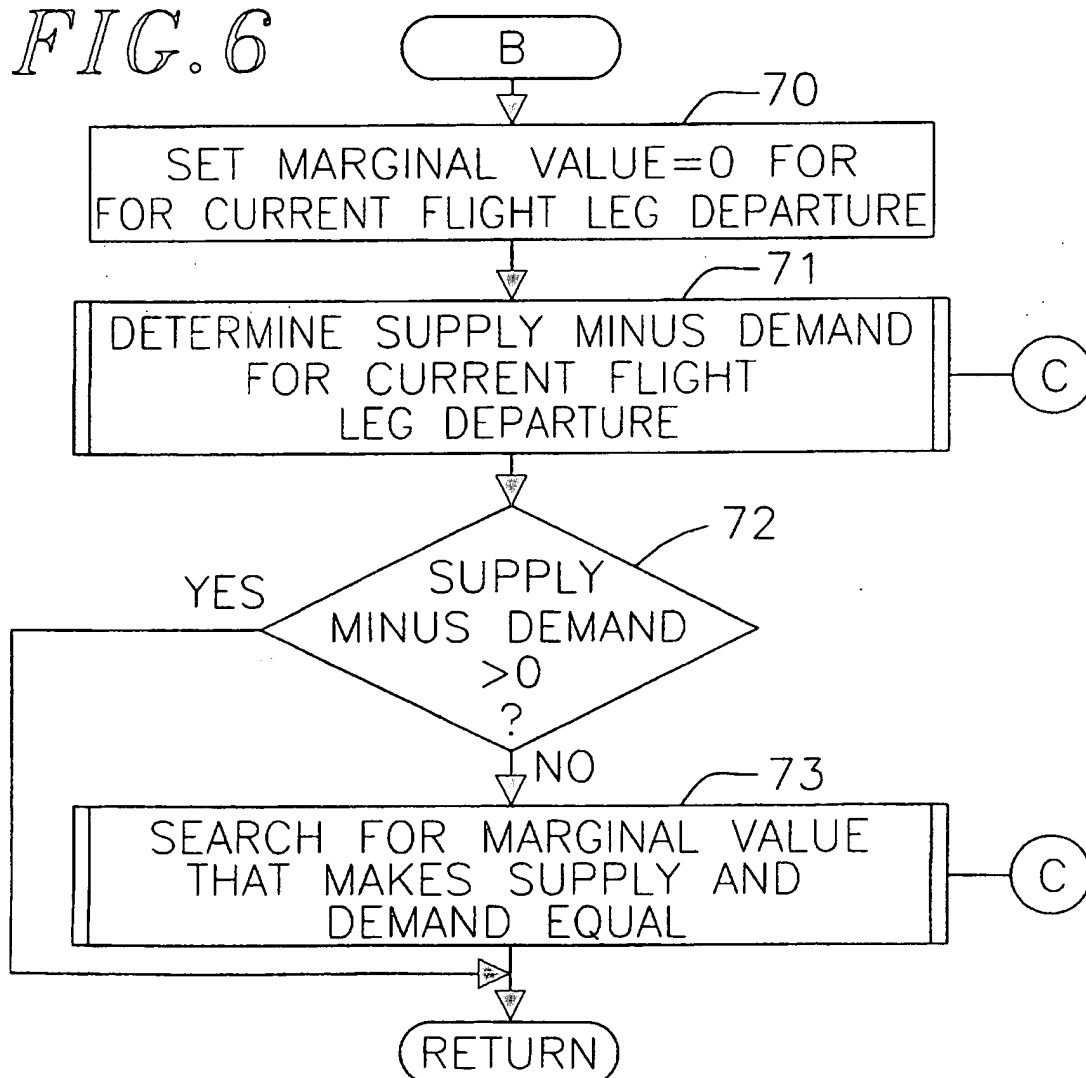 FIG. 6
B
70
SET MARGINAL VALUE=0 FOR
FOR CURRENT FLIGHT LEG DEPARTURE
71
DETERMINE SUPPLY MINUS DEMAND
FOR CURRENT FLIGHT
LEG DEPARTURE
C
72
YES
SUPPLY
MINUS DEMAND
>0
?
NO
73
SEARCH FOR MARGINAL VALUE
THAT MAKES SUPPLY AND
DEMAND EQUAL
C
RETURN